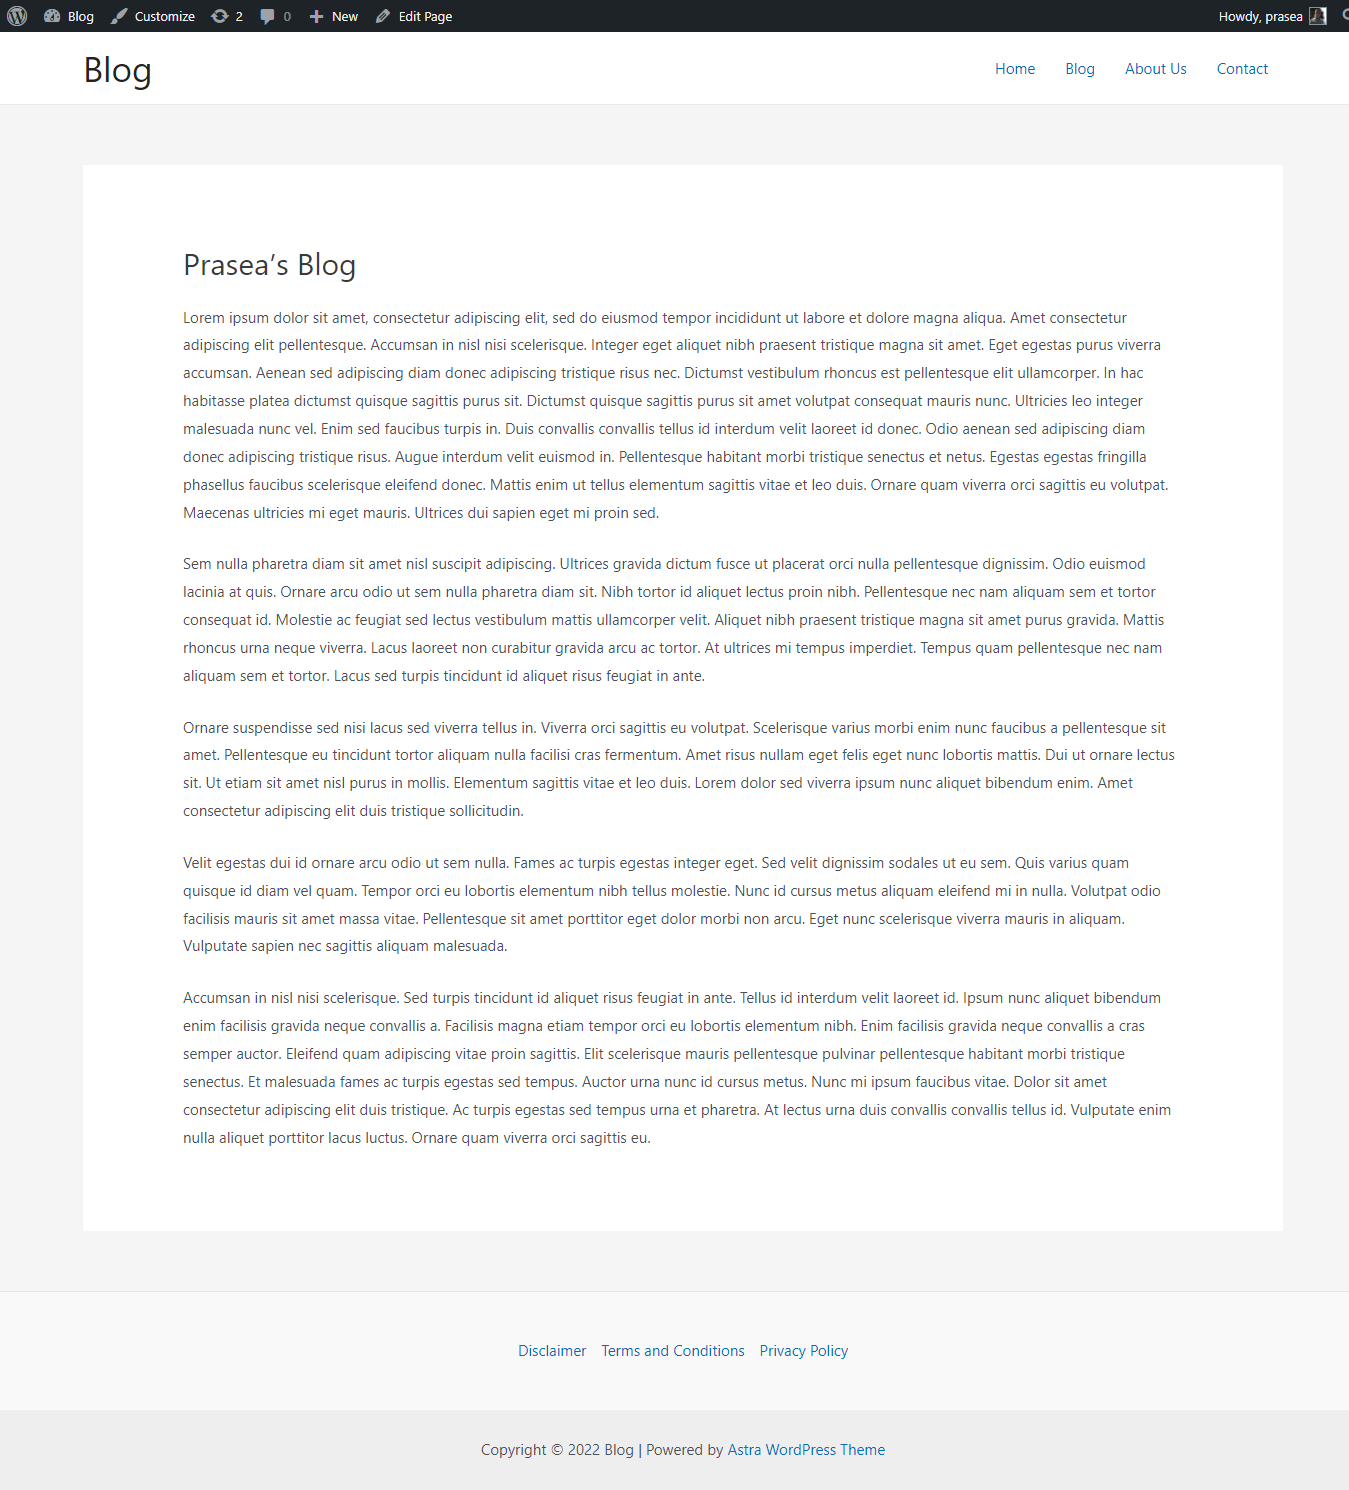 Blog Customize 2 0 New Edit Page Howdy, prasea
Blog
Home Blog About Us Contact
Prasea’s Blog
Lorem ipsum dolor sit amet, consectetur adipiscing elit, sed do eiusmod tempor incididunt ut labore et dolore magna aliqua. Amet consectetur
adipiscing elit pellentesque. Accumsan in nisl nisi scelerisque. Integer eget aliquet nibh praesent tristique magna sit amet. Eget egestas purus viverra
accumsan. Aenean sed adipiscing diam donec adipiscing tristique risus nec. Dictumst vestibulum rhoncus est pellentesque elit ullamcorper. In hac
habitasse platea dictumst quisque sagittis purus sit. Dictumst quisque sagittis purus sit amet volutpat consequat mauris nunc. Ultricies leo integer
malesuada nunc vel. Enim sed faucibus turpis in. Duis convallis convallis tellus id interdum velit laoreet id donec. Odio aenean sed adipiscing diam
donec adipiscing tristique risus. Augue interdum velit euismod in. Pellentesque habitant morbi tristique senectus et netus. Egestas egestas fringilla
phasellus faucibus scelerisque eleifend donec. Mattis enim ut tellus elementum sagittis vitae et leo duis. Ornare quam viverra orci sagittis eu volutpat.
Maecenas ultricies mi eget mauris. Ultrices dui sapien eget mi proin sed.
Sem nulla pharetra diam sit amet nisl suscipit adipiscing. Ultrices gravida dictum fusce ut placerat orci nulla pellentesque dignissim. Odio euismod
lacinia at quis. Ornare arcu odio ut sem nulla pharetra diam sit. Nibh tortor id aliquet lectus proin nibh. Pellentesque nec nam aliquam sem et tortor
consequat id. Molestie ac feugiat sed lectus vestibulum mattis ullamcorper velit. Aliquet nibh praesent tristique magna sit amet purus gravida. Mattis
rhoncus urna neque viverra. Lacus laoreet non curabitur gravida arcu ac tortor. At ultrices mi tempus imperdiet. Tempus quam pellentesque nec nam
aliquam sem et tortor. Lacus sed turpis tincidunt id aliquet risus feugiat in ante.
Ornare suspendisse sed nisi lacus sed viverra tellus in. Viverra orci sagittis eu volutpat. Scelerisque varius morbi enim nunc faucibus a pellentesque sit
amet. Pellentesque eu tincidunt tortor aliquam nulla facilisi cras fermentum. Amet risus nullam eget felis eget nunc lobortis mattis. Dui ut ornare lectus
sit. Ut etiam sit amet nisl purus in mollis. Elementum sagittis vitae et leo duis. Lorem dolor sed viverra ipsum nunc aliquet bibendum enim. Amet
consectetur adipiscing elit duis tristique sollicitudin.
Velit egestas dui id ornare arcu odio ut sem nulla. Fames ac turpis egestas integer eget. Sed velit dignissim sodales ut eu sem. Quis varius quam
quisque id diam vel quam. Tempor orci eu lobortis elementum nibh tellus molestie. Nunc id cursus metus aliquam eleifend mi in nulla. Volutpat odio
facilisis mauris sit amet massa vitae. Pellentesque sit amet porttitor eget dolor morbi non arcu. Eget nunc scelerisque viverra mauris in aliquam.
Vulputate sapien nec sagittis aliquam malesuada.
Accumsan in nisl nisi scelerisque. Sed turpis tincidunt id aliquet risus feugiat in ante. Tellus id interdum velit laoreet id. Ipsum nunc aliquet bibendum
enim facilisis gravida neque convallis a. Facilisis magna etiam tempor orci eu lobortis elementum nibh. Enim facilisis gravida neque convallis a cras
semper auctor. Eleifend quam adipiscing vitae proin sagittis. Elit scelerisque mauris pellentesque pulvinar pellentesque habitant morbi tristique
senectus. Et malesuada fames ac turpis egestas sed tempus. Auctor urna nunc id cursus metus. Nunc mi ipsum faucibus vitae. Dolor sit amet
consectetur adipiscing elit duis tristique. Ac turpis egestas sed tempus urna et pharetra. At lectus urna duis convallis convallis tellus id. Vulputate enim
nulla aliquet porttitor lacus luctus. Ornare quam viverra orci sagittis eu.
Disclaimer Terms and Conditions Privacy Policy
Copyright © 2022 Blog | Powered by Astra WordPress Theme